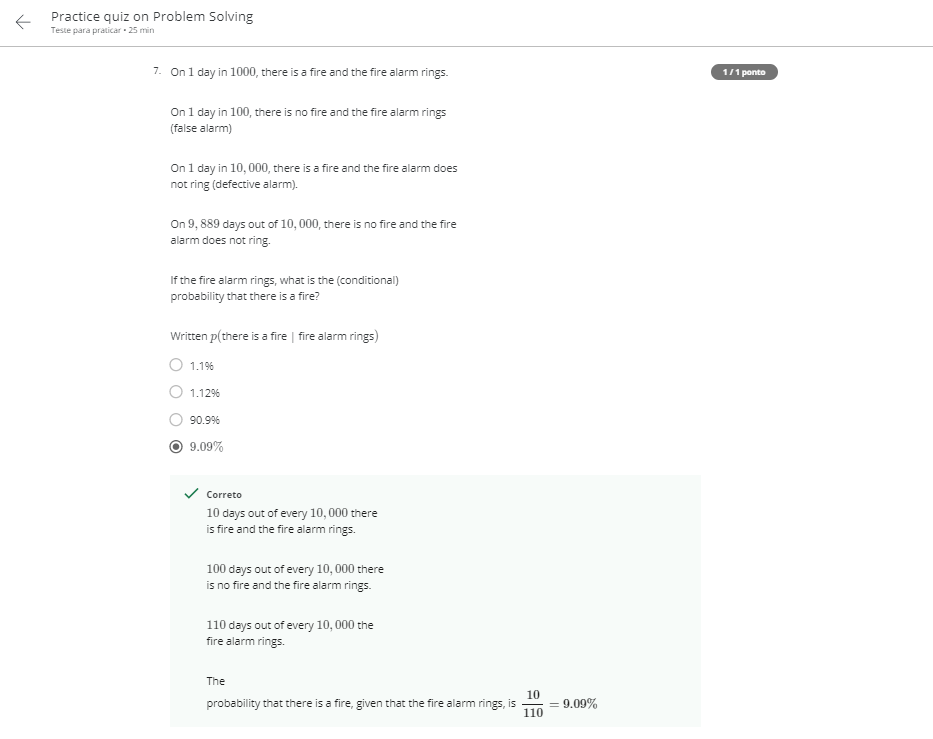 Practice quiz on Problem Solving
Teste para praticar • 25 min
7. On 1 day in 1000, there is a fire and the fire alarm rings.
1 / 1 ponto
On 1 day in 100, there is no fire and the fire alarm rings
(false alarm)
On 1 day in 10, 000, there is a fire and the fire alarm does
not ring (defective alarm).
On 9, 889 days out of 10, 000, there is no fire and the fire
alarm does not ring.
If the fire alarm rings, what is the (conditional)
probability that there is a fire?
Written p(there is a fire | fire alarm rings)
1.1%
1.12%
90.9%
9.09%
Correto
10 days out of every 10, 000 there
is fire and the fire alarm rings.
100 days out of every 10, 000 there
is no fire and the fire alarm rings.
110 days out of every 10, 000 the
fire alarm rings.
The
probability that there is a fire, given that the fire alarm rings, is 10/110 = 9.09%